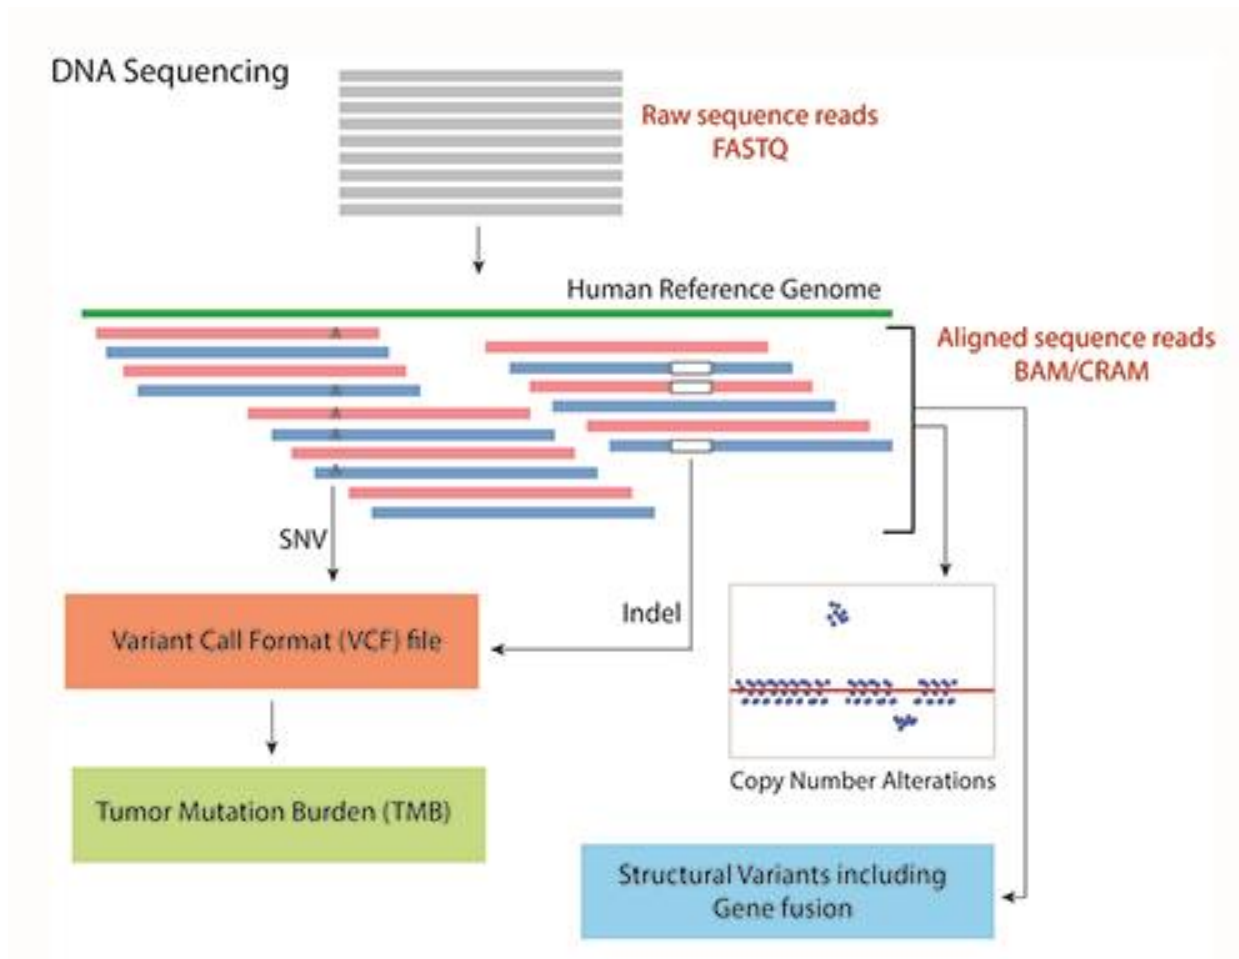 DNA Sequencing
Raw sequence reads
FASTQ
Human Reference Genome
Aligned sequence reads
BAM/CRAM
A
A
A
A
A
SNV
Indel
Variant Call Format (VCF) file
Copy Number Alterations
Tumor Mutation Burden (TMB)
Structural Variants including
Gene fusion